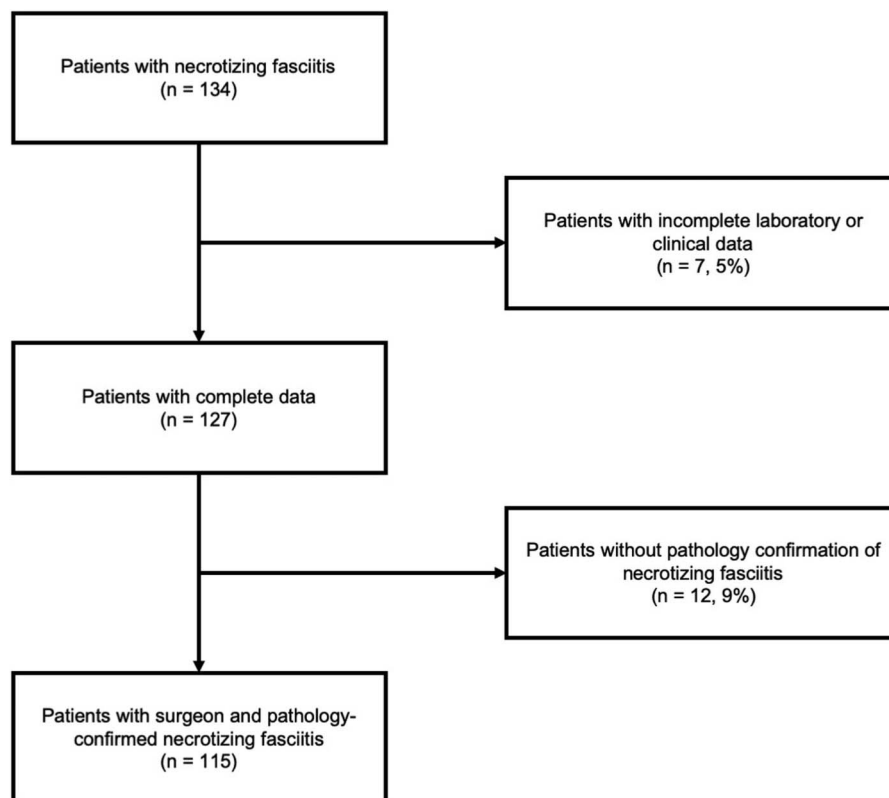 Patients with necrotizing fasciitis
(n = 134)
Patients with incomplete laboratory or
clinical data
(n = 7, 5%)
Patients with complete data
(n = 127)
Patients without pathology confirmation of
necrotizing fasciitis
(n = 12, 9%)
Patients with surgeon and pathology-
confirmed necrotizing fasciitis
(n = 115)